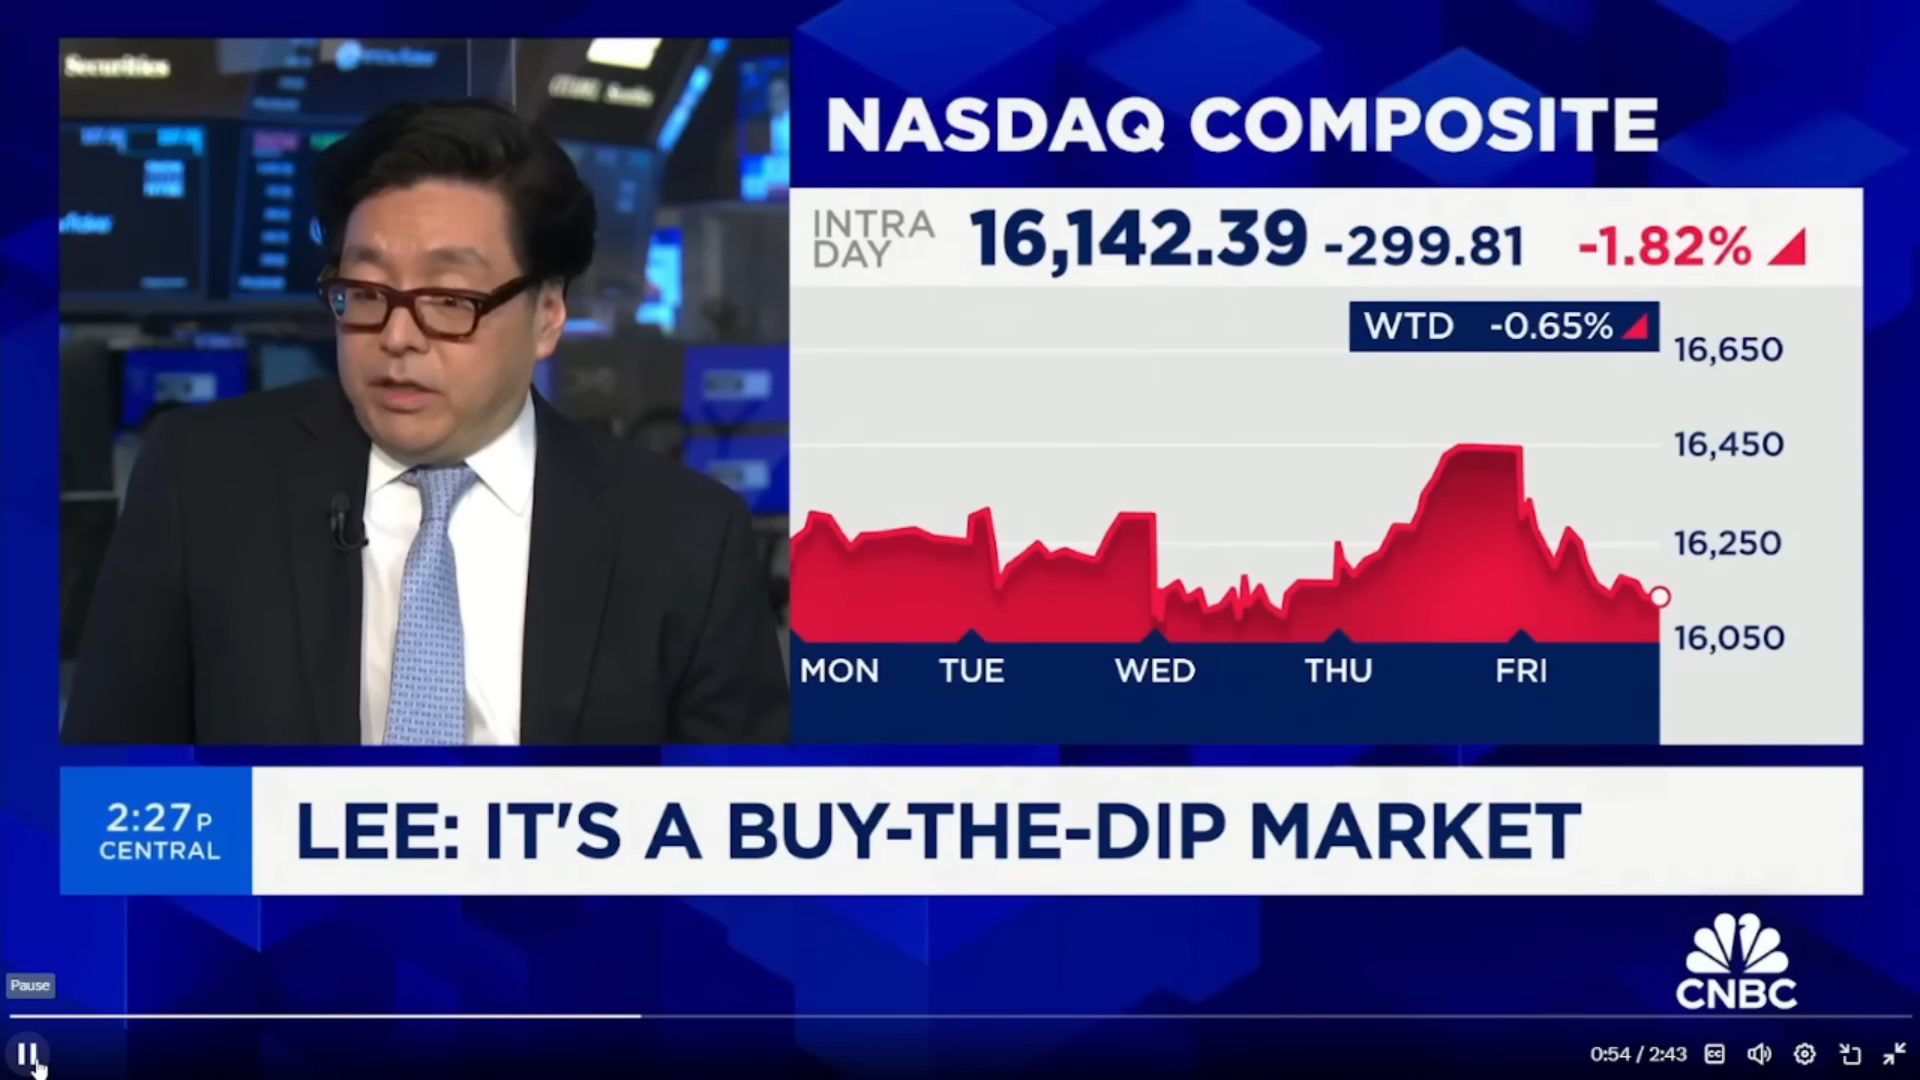 Securities
NASDAQ COMPOSITE
INTRA
DAY
16,142.39 -299.81 -1.82%
WTD -0.65%
16,650
16,450
16,250
16,050
MON TUE WED THU FRI
2:27P
CENTRAL
LEE: IT'S A BUY-THE-DIP MARKET
CNBC
Pause
0:54 / 2:43
CC